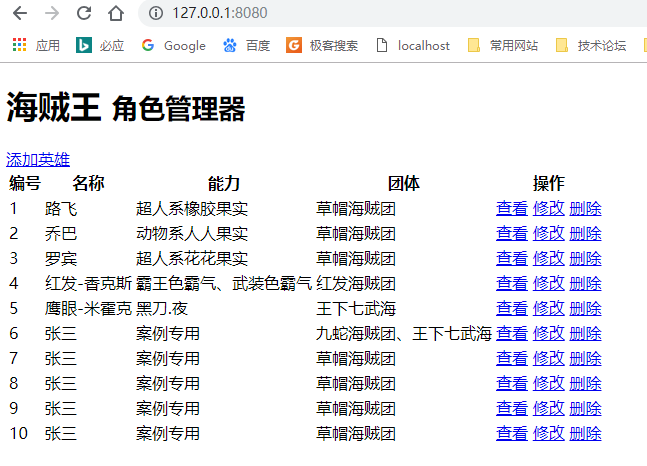 127.0.0.1:8080
应用 必应 Google 百度 极客搜索 localhost 常用网站 技术论坛
海贼王 角色管理器
添加英雄
编号 名称 能力 团体 操作
1 路飞 超人系橡胶果实 草帽海贼团 查看 修改 删除
2 乔巴 动物系人人果实 草帽海贼团 查看 修改 删除
3 罗宾 超人系花花果实 草帽海贼团 查看 修改 删除
4 红发-香克斯 霸王色霸气、武装色霸气 红发海贼团 查看 修改 删除
5 鹰眼-米霍克 黑刀.夜 王下七武海 查看 修改 删除
6 张三 案例专用 九蛇海贼团、王下七武海 查看 修改 删除
7 张三 案例专用 草帽海贼团 查看 修改 删除
8 张三 案例专用 草帽海贼团 查看 修改 删除
9 张三 案例专用 草帽海贼团 查看 修改 删除
10 张三 案例专用 草帽海贼团 查看 修改 删除